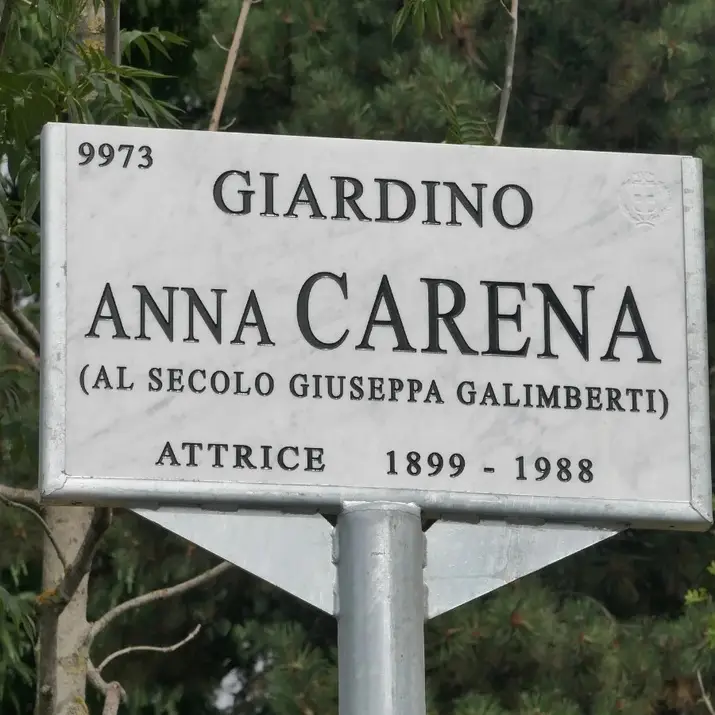 9973
GIARDINO
ANNA CARENA
(AL SECOLO GIUSEPPA GALIMBERTI)
ATTRICE 1899 - 1988